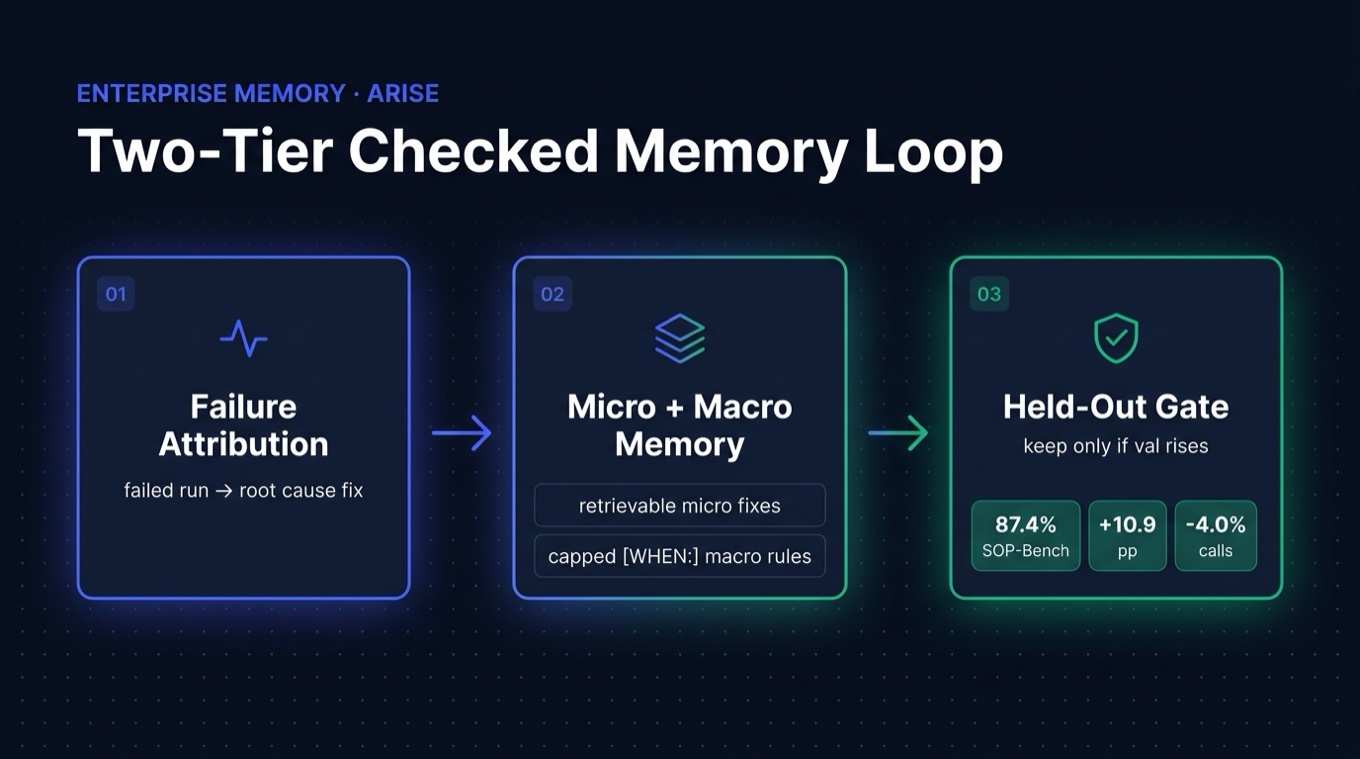 ENTERPRISE MEMORY · ARISE
Two-Tier Checked Memory Loop
01
Failure
Attribution
failed run → root cause fix
02
Micro + Macro
Memory
retrievable micro fixes
capped [WHEN:] macro rules
03
Held-Out Gate
keep only if val rises
87.4%
SOP-Bench
+10.9
pp
-4.0%
calls